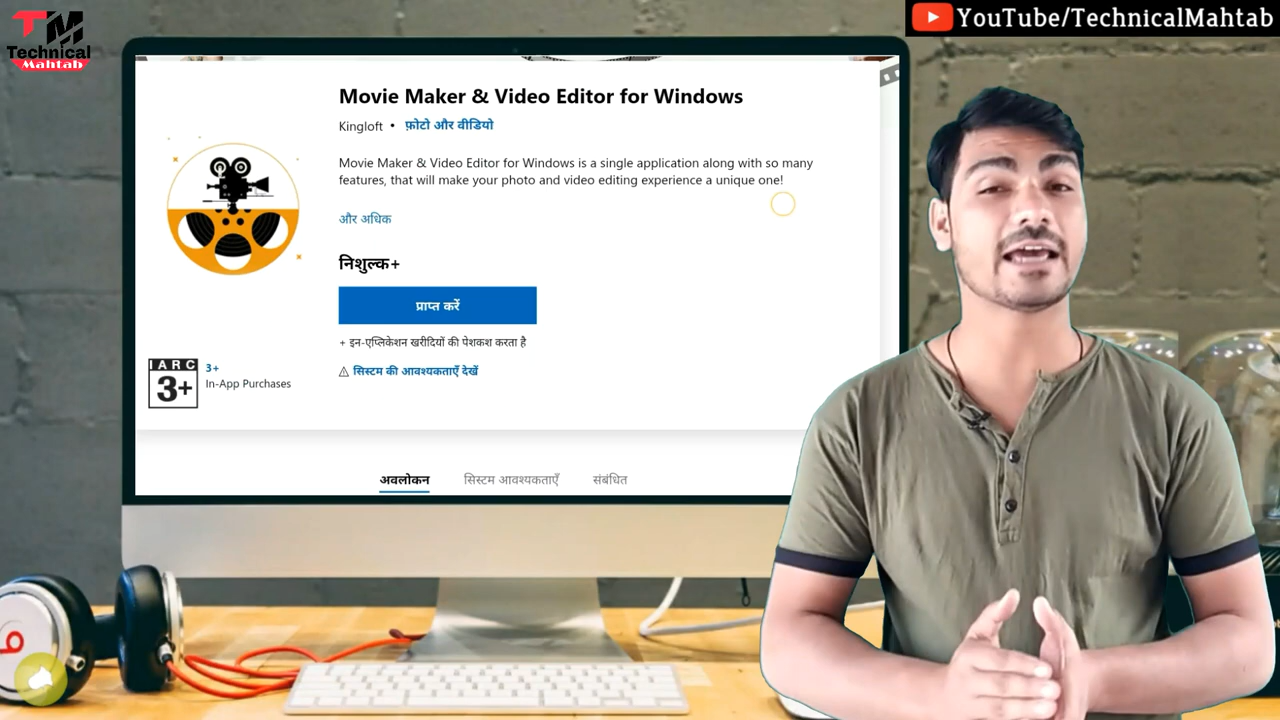 TM
Technical
Mahtab
YouTube/TechnicalMahtab
Movie Maker & Video Editor for Windows
Kingloft • फ़ोटो और वीडियो
Movie Maker & Video Editor for Windows is a single application along with so many
features, that will make your photo and video editing experience a unique one!
और अधिक
निशुल्क+
प्राप्त करें
+ इन-एप्लिकेशन खरीदियों की पेशकश करता है
IARC
3+
3+
In-App Purchases
⚠ सिस्टम की आवश्यकताएँ देखें
अवलोकन सिस्टम आवश्यकताएँ संबंधित